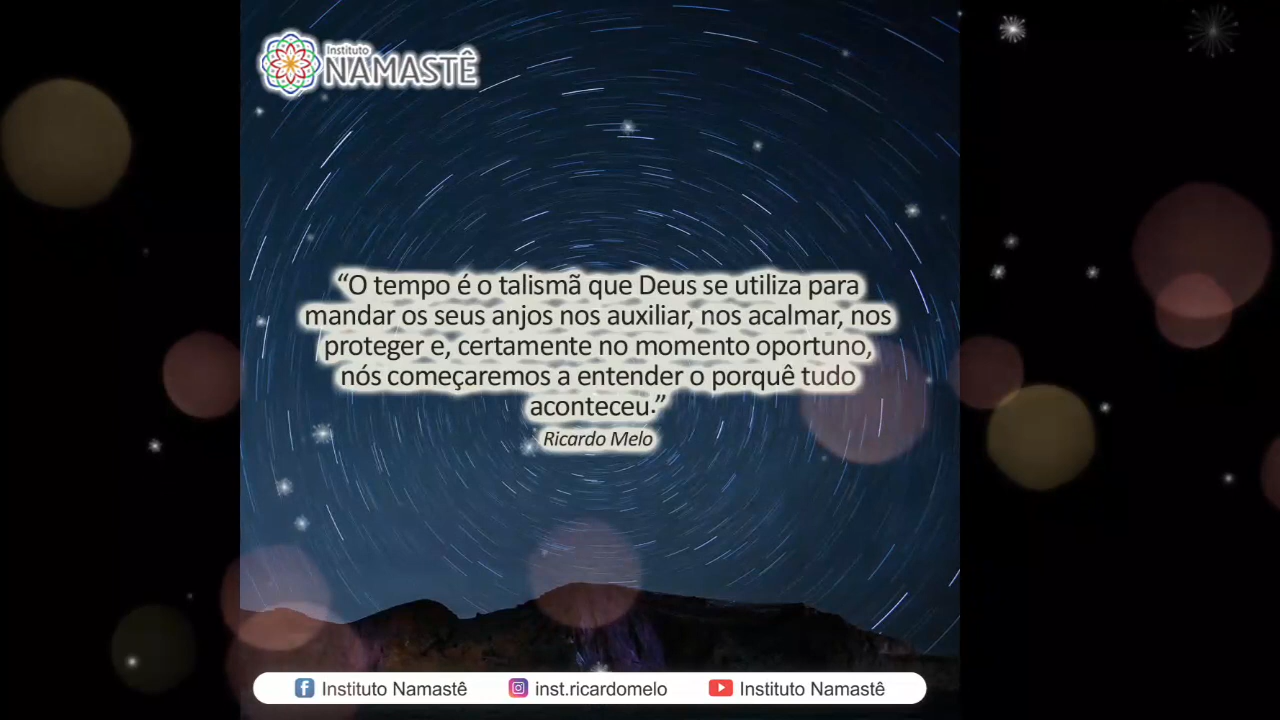 Instituto
NAMASTÊ
“O tempo é o talismã que Deus se utiliza para
mandar os seus anjos nos auxiliar, nos acalmar, nos
proteger e, certamente no momento oportuno,
nós começaremos a entender o porquê tudo
aconteceu.”
Ricardo Melo
Instituto Namastê inst.ricardomelo Instituto Namastê